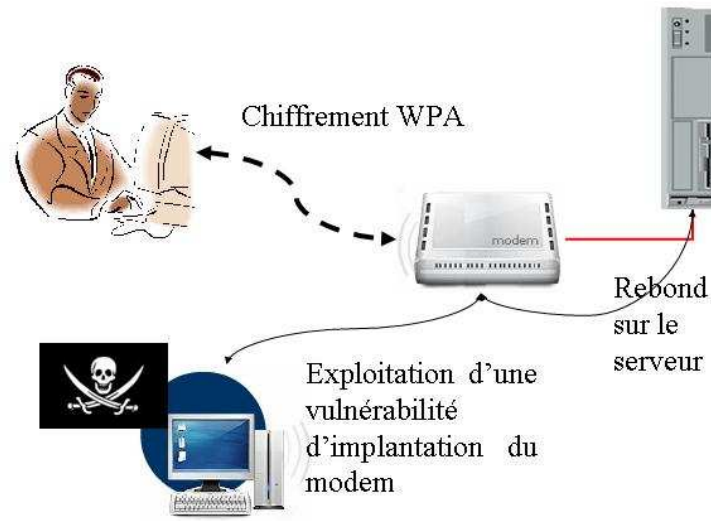 Chiffrement WPA
modem
Rebond
sur le
serveur
Exploitation d'une
vulnérabilité
d'implantation du
modem